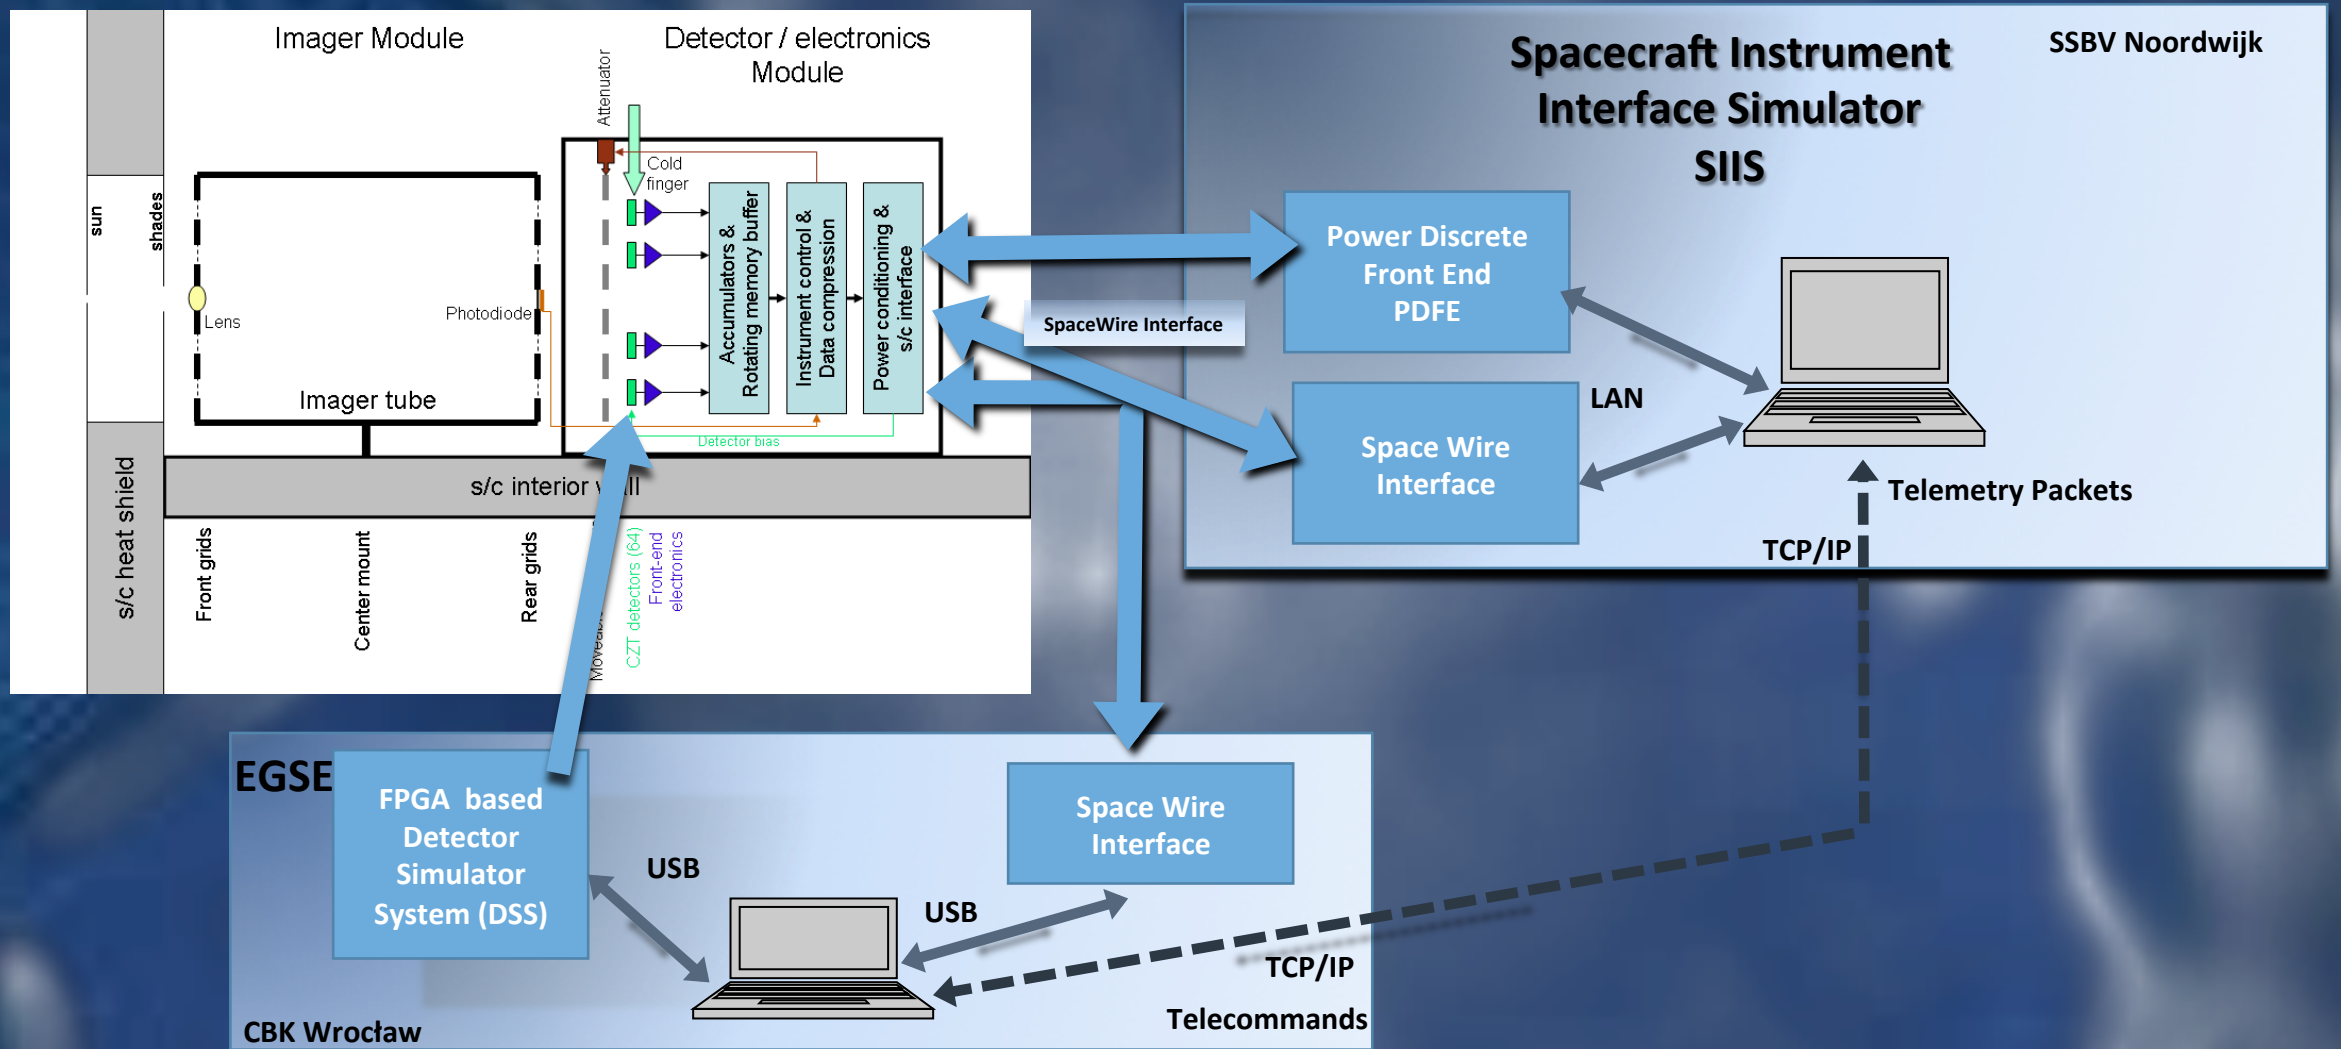 Imager Module
Detector / electronics
Module
Attenuator
Cold
finger
sun
shades
Lens
Photodiode
Imager tube
Accumulators &
Rotating memory buffer
Instrument control &
Data compression
Power conditioning &
s/c interface
Detector bias
s/c heat shield
s/c interior
Front grids
Center mount
Rear grids
CZT detectors (64)
Front-end
electronics
SpaceWire Interface
Spacecraft Instrument
Interface Simulator
SIIS
SSBV Noordwijk
Power Discrete
Front End
PDFE
LAN
Space Wire
Interface
Telemetry Packets
TCP/IP
EGSE
FPGA based
Detector
Simulator
System (DSS)
USB
USB
Space Wire
Interface
TCP/IP
Telecommands
CBK Wrocław